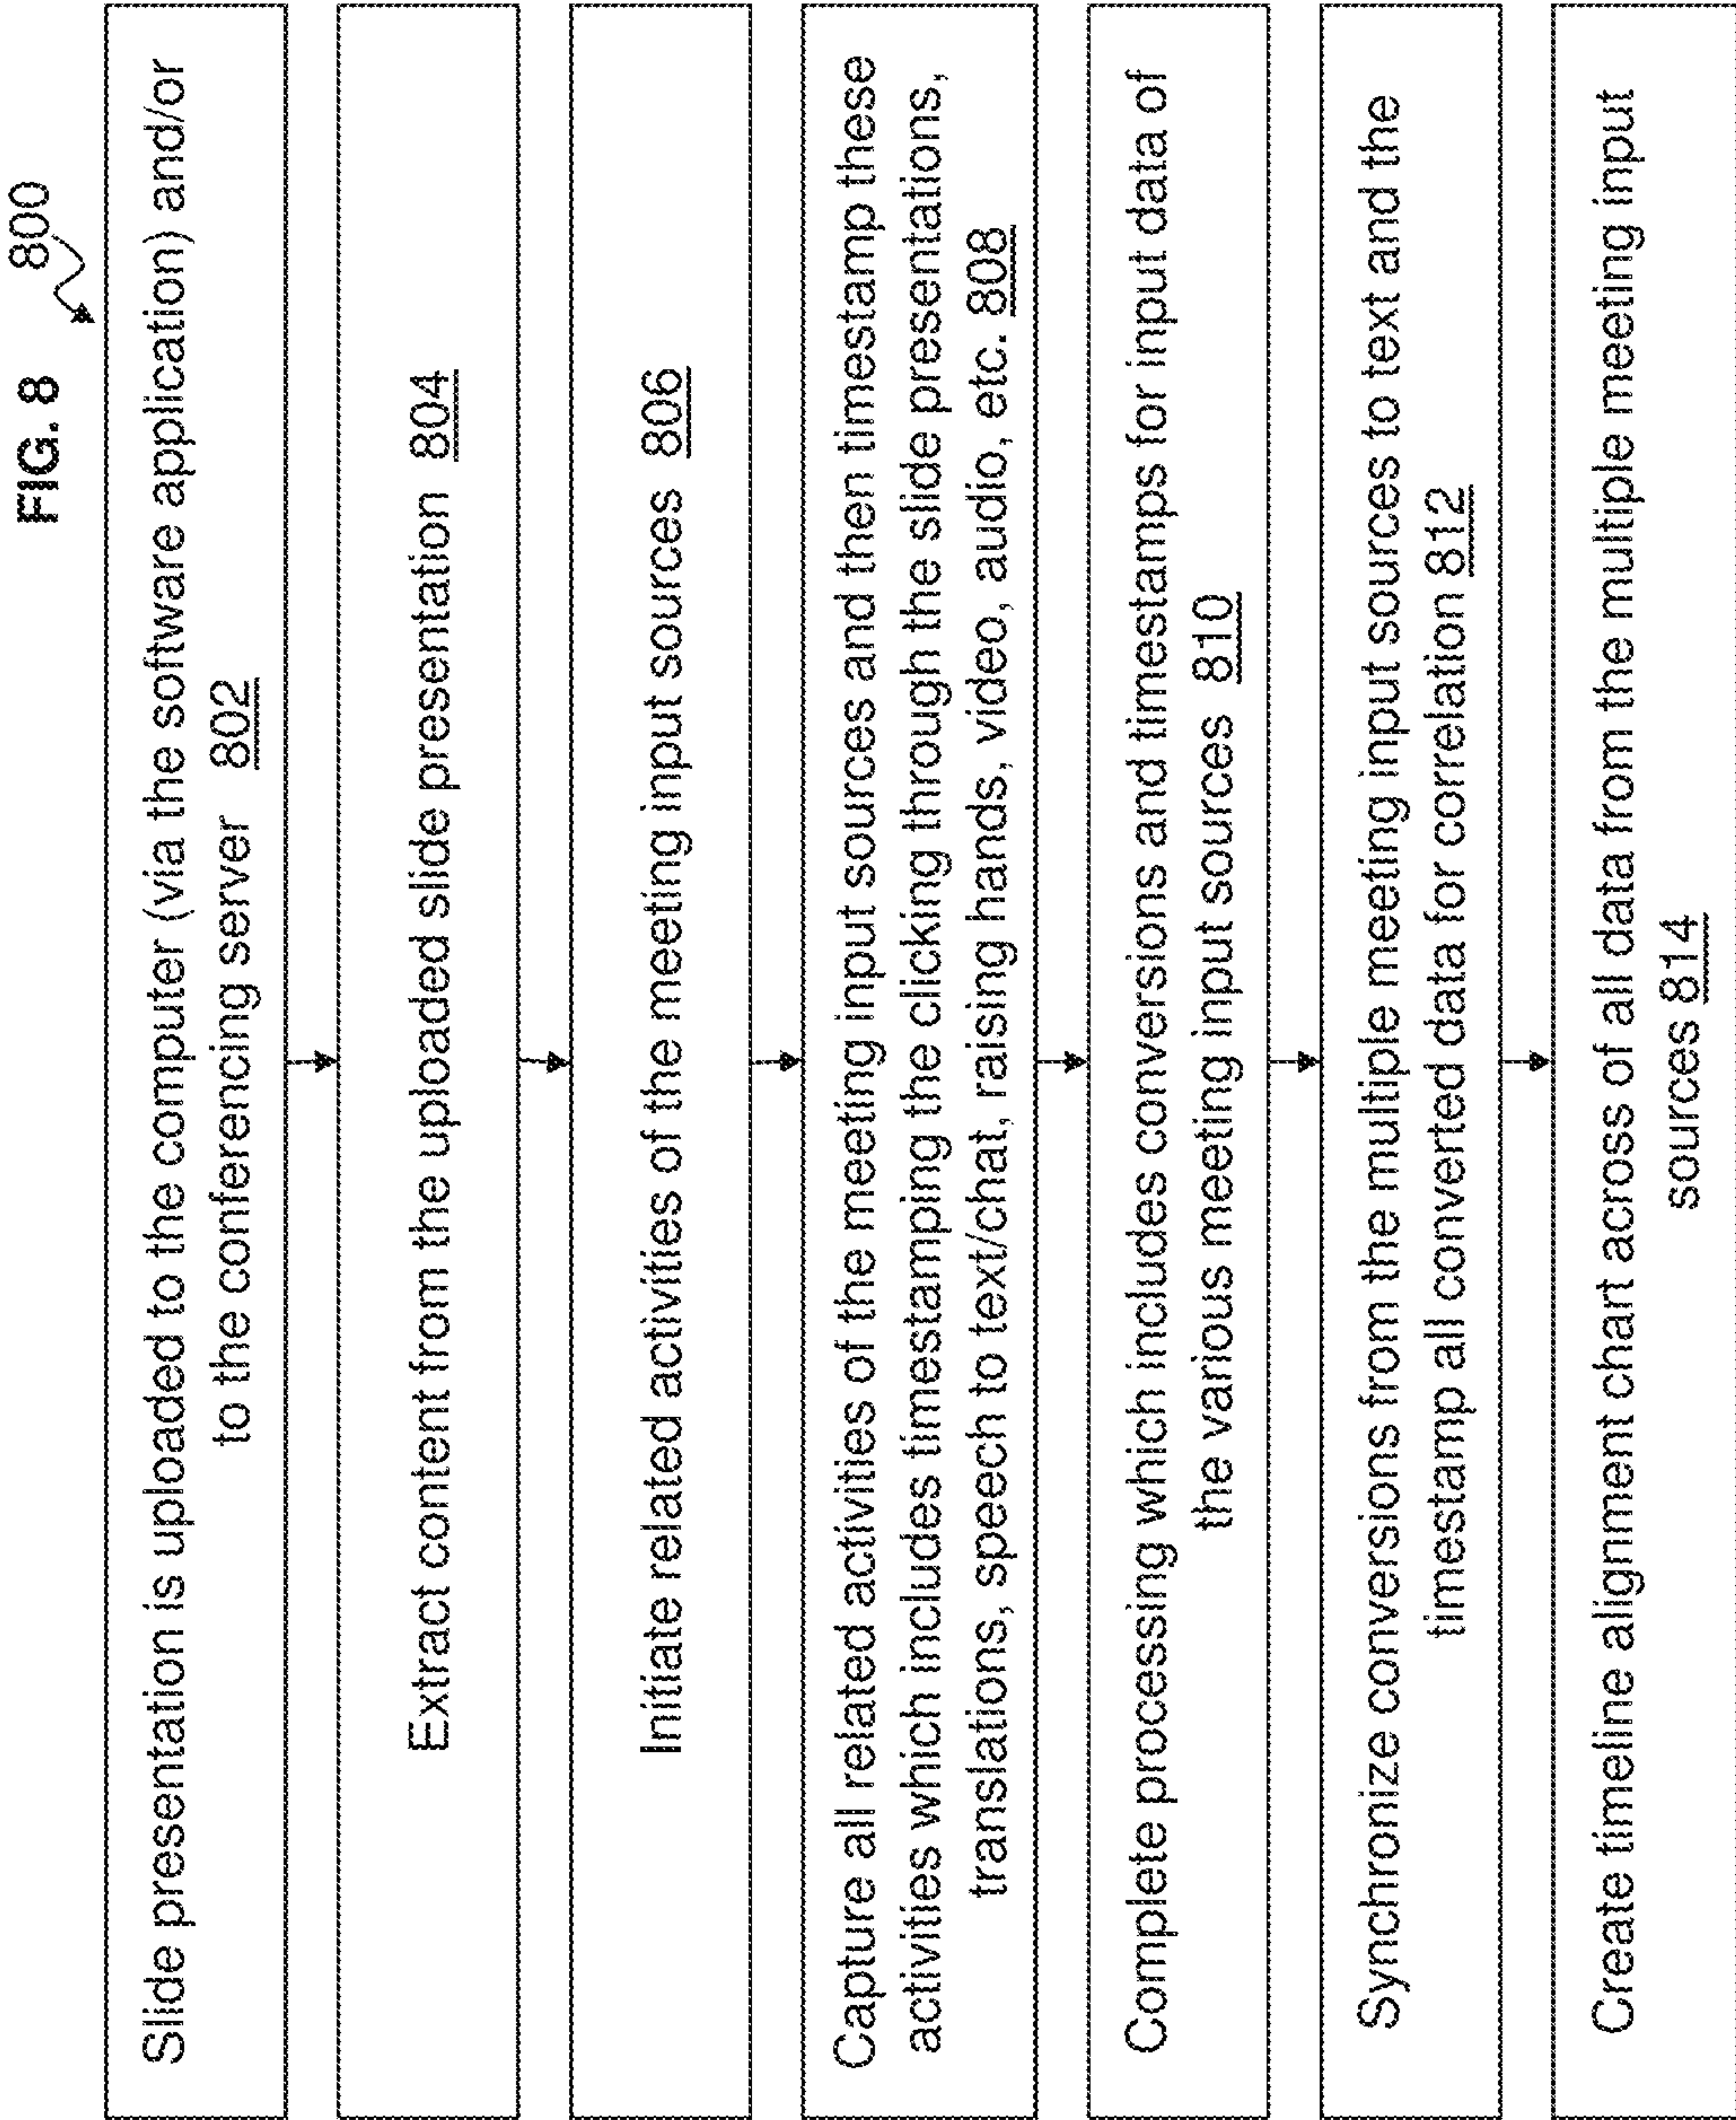 FIG. 8
800
Slide presentation is uploaded to the computer (via the software application) and/or
to the conferencing server 802
Extract content from the uploaded slide presentation 804
Initiate related activities of the meeting input sources 806
Capture all related activities of the meeting input sources and then timestamp these
activities which includes timestamping the clicking through the slide presentations,
translations, speech to text/chat, raising hands, video, audio, etc. 808
Complete processing which includes conversions and timestamps for input data of
the various meeting input sources 810
Synchronize conversions from the multiple meeting input sources to text and the
timestamp all converted data for correlation 812
Create timeline alignment chart across of all data from the multiple meeting input
sources 814